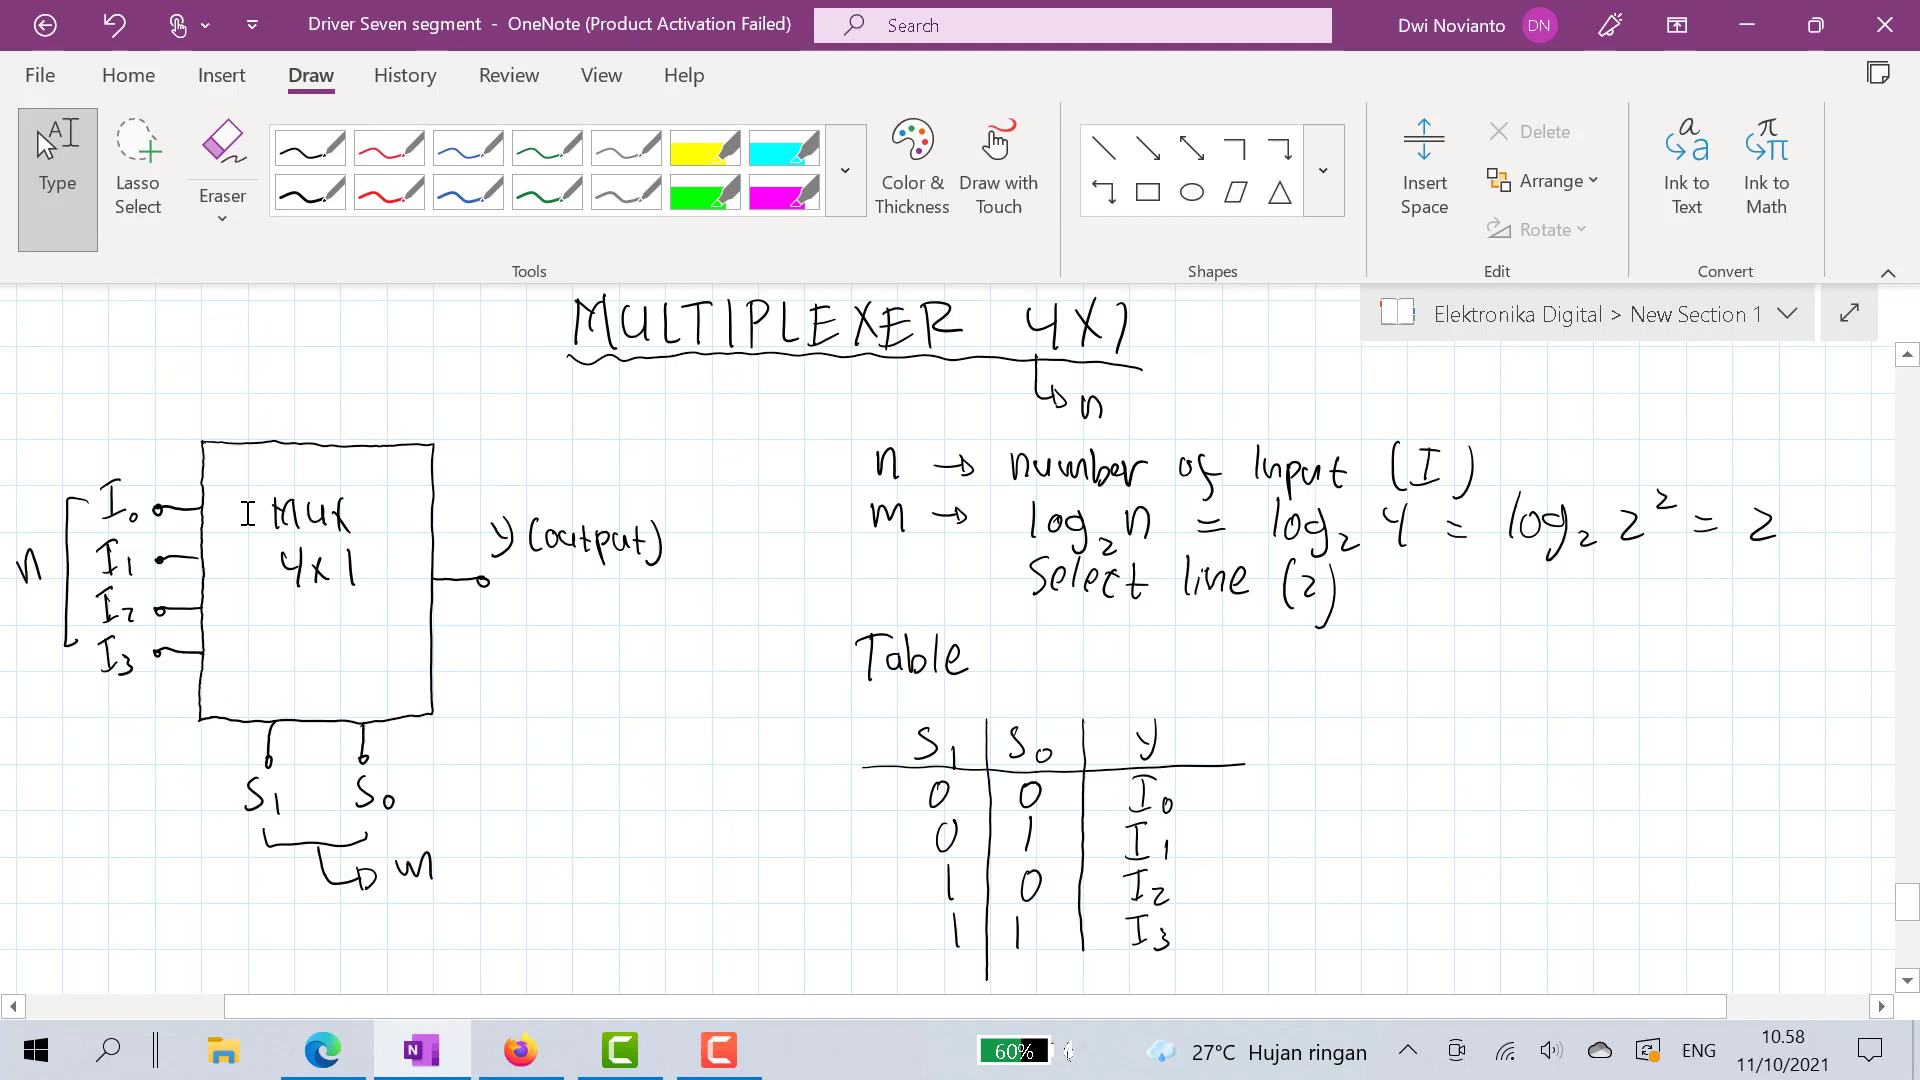 Driver Seven segment - OneNote (Product Activation Failed)
Search
Dwi Novianto
DN
File Home Insert Draw History Review View Help
Type
Lasso Select
Eraser
Color & Thickness
Draw with Touch
Insert Space
Delete
Arrange
Rotate
Ink to Text
Ink to Math
Tools
Shapes
Edit
Convert
Elektronika Digital > New Section 1
MULTIPLEXER 4X1
n
n → number of Input (I)
m → log₂ n = log₂ 4 = log₂ 2² = 2
Select line (2)
n
I₀
I₁
I₂
I₃
MUX
4x1
y (output)
S₁ S₀
m
Table
S₁ S₀ y
0 0 I₀
0 1 I₁
1 0 I₂
1 1 I₃
60%
27°C Hujan ringan
ENG
10.58
11/10/2021